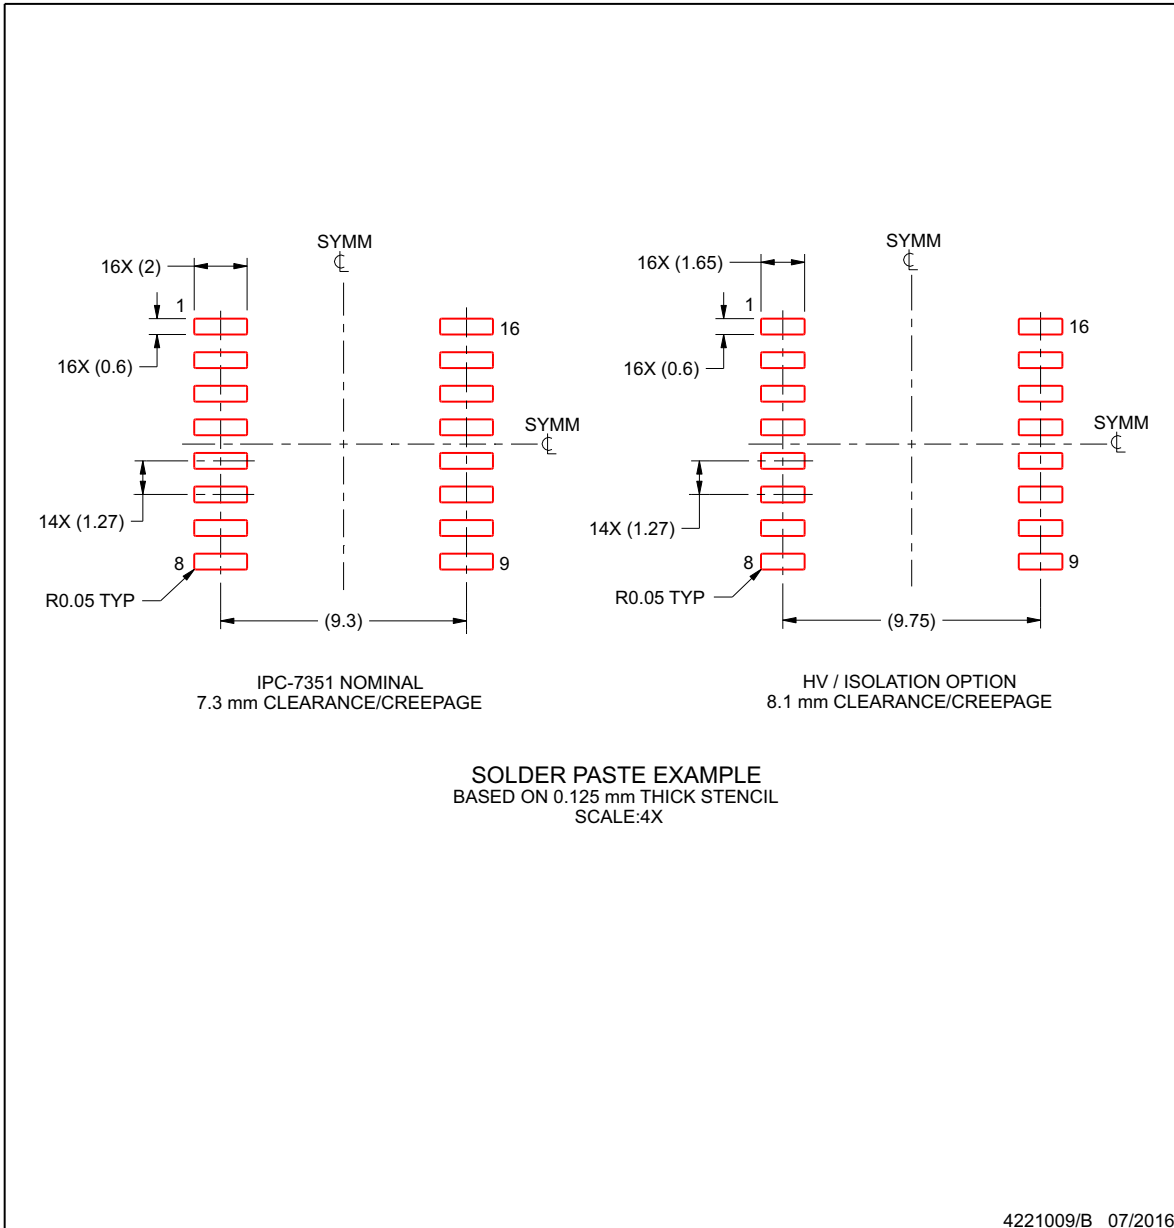 SYMM
℄
16X (2)
1
16
16X (0.6)
SYMM
℄
14X (1.27)
8
9
R0.05 TYP
(9.3)
IPC-7351 NOMINAL
7.3 mm CLEARANCE/CREEPAGE
SYMM
℄
16X (1.65)
1
16
16X (0.6)
SYMM
℄
14X (1.27)
8
9
R0.05 TYP
(9.75)
HV / ISOLATION OPTION
8.1 mm CLEARANCE/CREEPAGE
SOLDER PASTE EXAMPLE
BASED ON 0.125 mm THICK STENCIL
SCALE:4X
4221009/B 07/2016